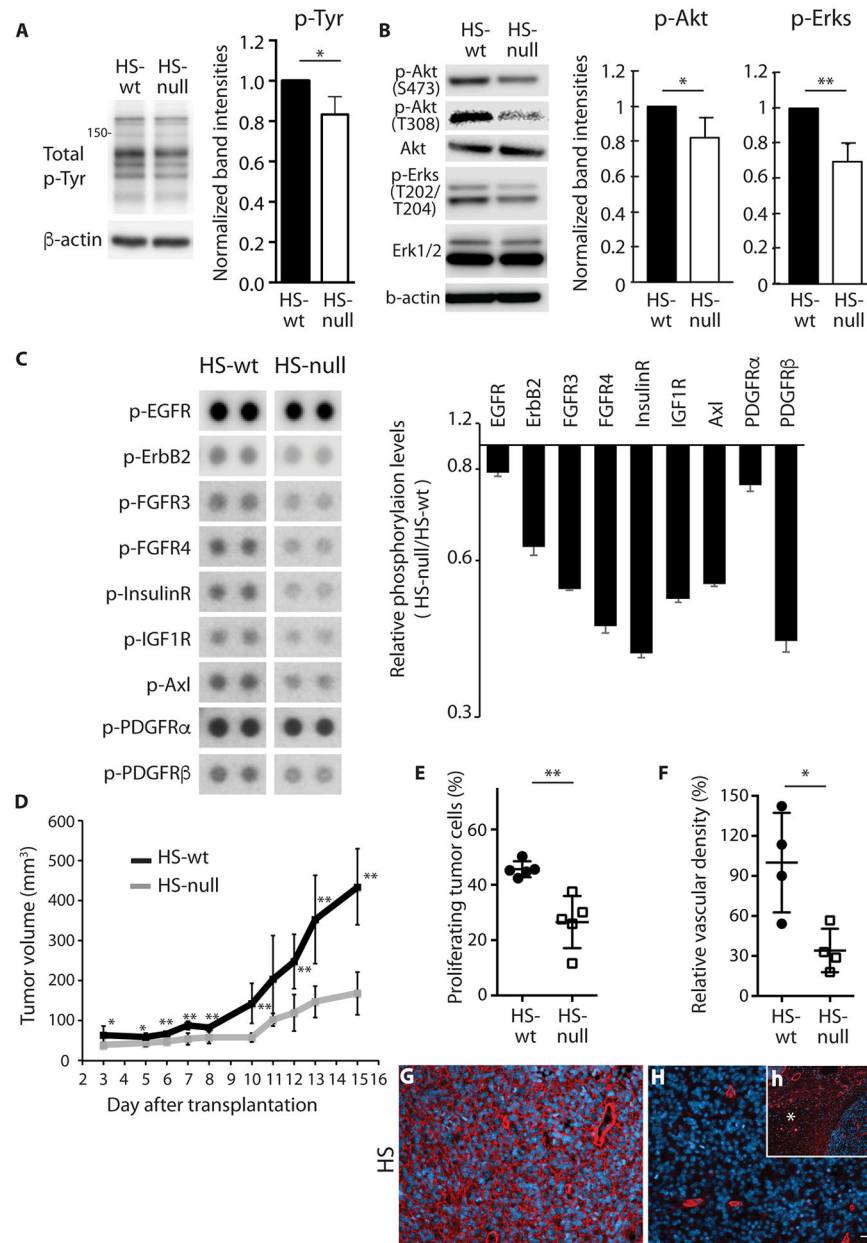 A
HS-
wt
HS-
null
150-
Total
p-Tyr
β-actin
p-Tyr
Normalized band intensities
1.2
1.0
0.8
0.6
0.4
0.2
0.0
*
HS-
wt
HS-
null
B
HS-
wt
HS-
null
p-Akt
(S473)
p-Akt
(T308)
Akt
p-Erks
(T202/
T204)
Erk1/2
b-actin
p-Akt
Normalized band intensities
1.2
1
0.8
0.6
0.4
0.2
0
*
HS-
wt
HS-
null
p-Erks
1.2
1
0.8
0.6
0.4
0.2
0
**
HS-
wt
HS-
null
C
HS-wt HS-null
p-EGFR
p-ErbB2
p-FGFR3
p-FGFR4
p-InsulinR
p-IGF1R
p-Axl
p-PDGFRα
p-PDGFRβ
Relative phosphorylaion levels
( HS-null/HS-wt )
1.2
0.8
0.6
0.3
EGFR
ErbB2
FGFR3
FGFR4
InsulinR
IGF1R
Axl
PDGFRα
PDGFRβ
D
Tumor volume (mm³)
600
500
400
300
200
100
0
HS-wt
HS-null
* * ** ** ** ** ** ** **
2 3 4 5 6 7 8 9 10 11 12 13 14 15 16
Day after transplantation
E
Proliferating tumor cells (%)
60
40
20
0
**
HS-
wt
HS-
null
F
Relative vascular density (%)
150
120
90
60
30
0
*
HS-
wt
HS-
null
HS
G
H
h
*